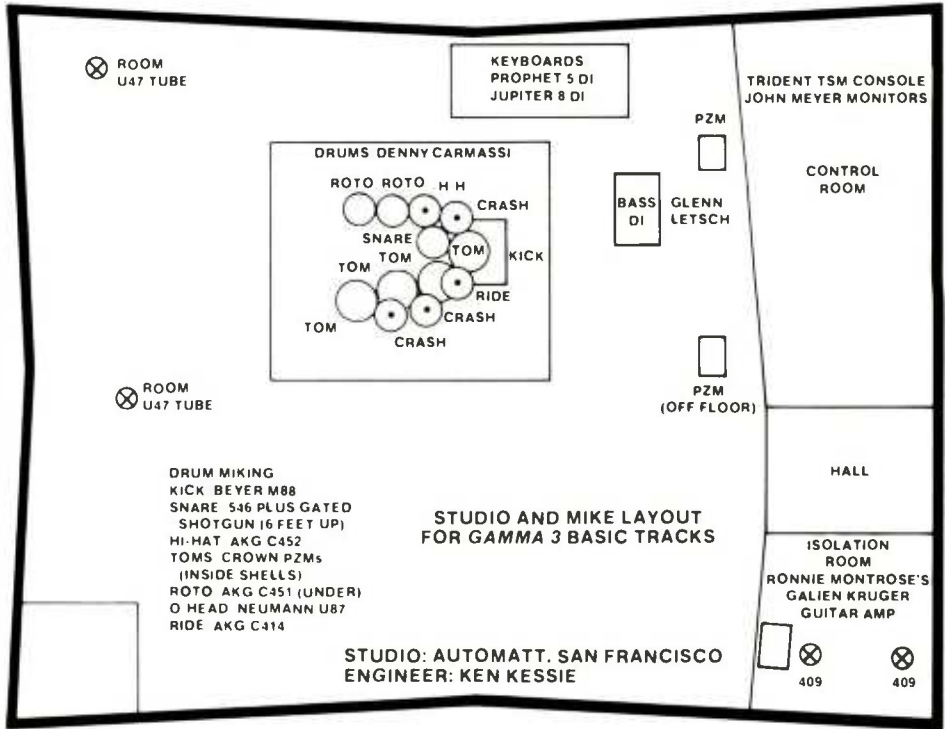 ROOM
U47 TUBE
KEYBOARDS
PROPHET 5 DI
JUPITER 8 DI
TRIDENT TSM CONSOLE
JOHN MEYER MONITORS
CONTROL
ROOM
PZM
DRUMS DENNY CARMASSI
ROTO ROTO H H
CRASH
SNARE
TOM
TOM
KICK
TOM
RIDE
CRASH
TOM
CRASH
BASS
DI
GLENN
LETSCH
PZM
(OFF FLOOR)
ROOM
U47 TUBE
HALL
DRUM MIKING
KICK BEYER M88
SNARE 546 PLUS GATED
SHOTGUN (6 FEET UP)
HI-HAT AKG C452
TOMS CROWN PZMs
(INSIDE SHELLS)
ROTO AKG C451 (UNDER)
O HEAD NEUMANN U87
RIDE AKG C414
STUDIO AND MIKE LAYOUT
FOR GAMMA 3 BASIC TRACKS
ISOLATION
ROOM
RONNIE MONTROSE'S
GALIEN KRUGER
GUITAR AMP
409
409
STUDIO: AUTOMATT. SAN FRANCISCO
ENGINEER: KEN KESSIE